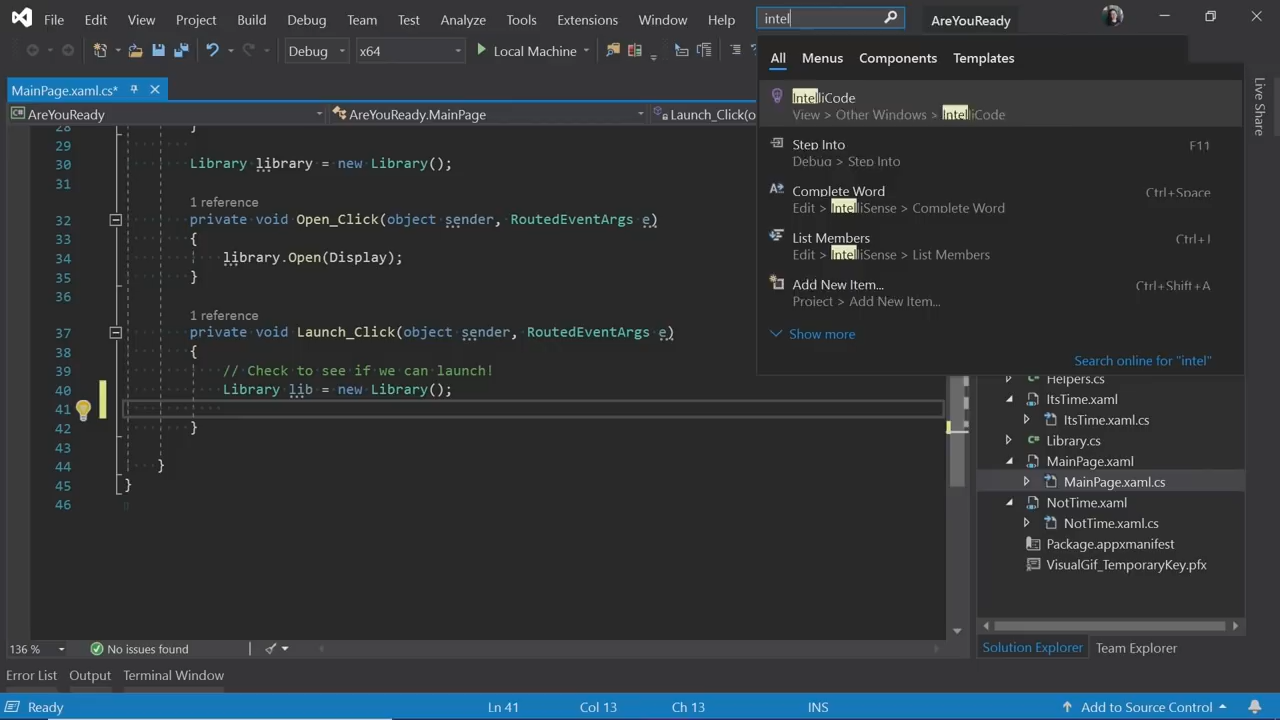 File Edit View Project Build Debug Team Test Analyze Tools Extensions Window Help intel AreYouReady
Debug x64 Local Machine
All Menus Components Templates
MainPage.xaml.cs*
IntelliCode
View > Other Windows > IntelliCode
AreYouReady AreYouReady.MainPage Launch_Click(o
Step Into F11
Debug > Step Into
Complete Word Ctrl+Space
Edit > IntelliSense > Complete Word
List Members Ctrl+J
Edit > IntelliSense > List Members
Add New Item... Ctrl+Shift+A
Project > Add New Item...
Show more
Search online for "intel"
Live Share
28 }
29
30 Library library = new Library();
31
1 reference
32 private void Open_Click(object sender, RoutedEventArgs e)
33 {
34 library.Open(Display);
35 }
36
1 reference
37 private void Launch_Click(object sender, RoutedEventArgs e)
38 {
39 // Check to see if we can launch!
40 Library lib = new Library();
41
42 }
43
44 }
45 }
46
Helpers.cs
ItsTime.xaml
ItsTime.xaml.cs
Library.cs
MainPage.xaml
MainPage.xaml.cs
NotTime.xaml
NotTime.xaml.cs
Package.appxmanifest
VisualGif_TemporaryKey.pfx
136 % No issues found
Solution Explorer Team Explorer
Error List Output Terminal Window
Ready Ln 41 Col 13 Ch 13 INS Add to Source Control